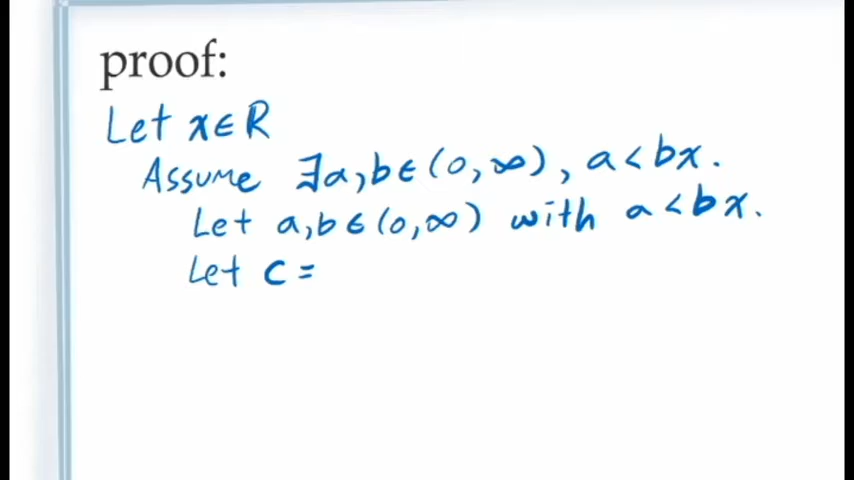 proof:
Let x∈R
Assume ∃a,b∈(0,∞), a<bx.
Let a,b∈(0,∞) with a<bx.
Let c=